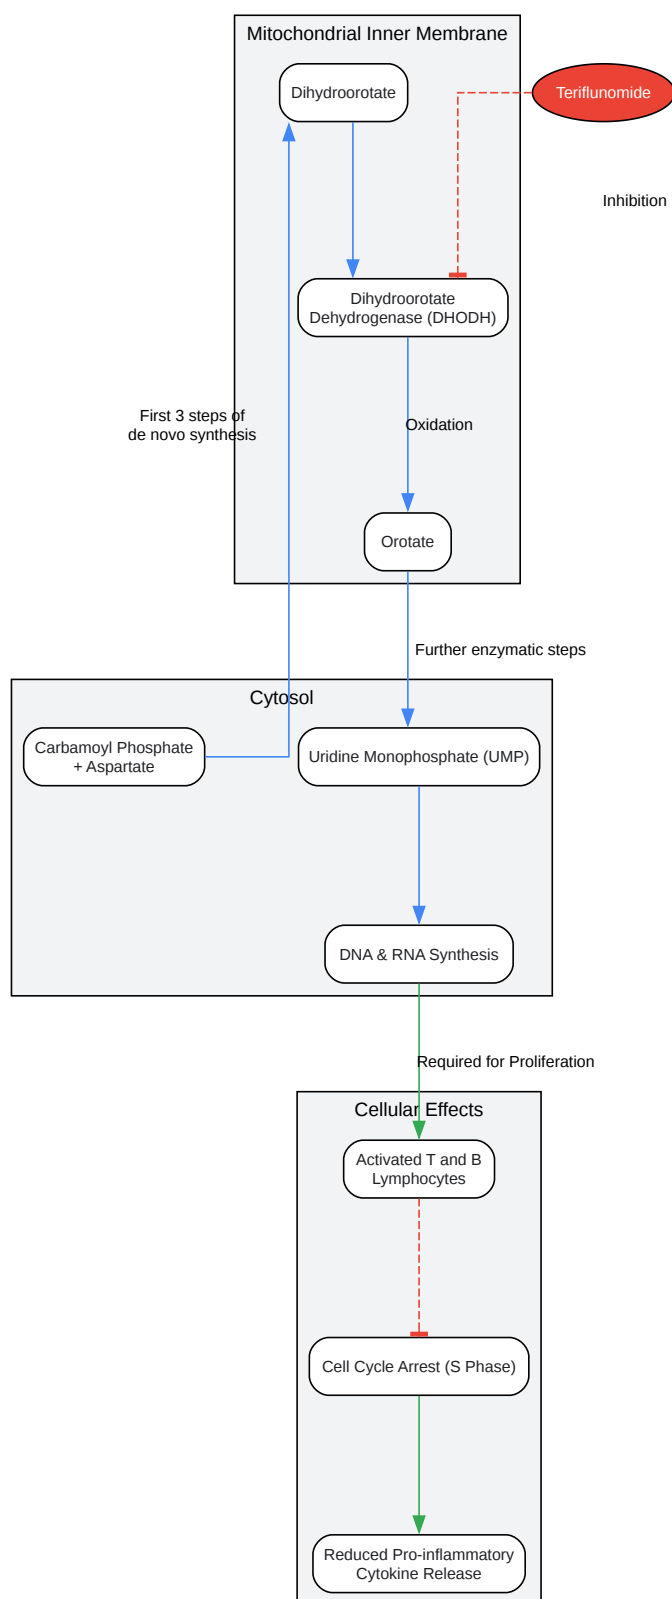 Mitochondrial Inner Membrane
Dihydroorotate
Teriflunomide
Inhibition
Dihydroorotate
Dehydrogenase (DHODH)
First 3 steps of
de novo synthesis
Oxidation
Orotate
Further enzymatic steps
Cytosol
Carbamoyl Phosphate
+ Aspartate
Uridine Monophosphate (UMP)
DNA & RNA Synthesis
Required for Proliferation
Cellular Effects
Activated T and B
Lymphocytes
Cell Cycle Arrest (S Phase)
Reduced Pro-inflammatory
Cytokine Release